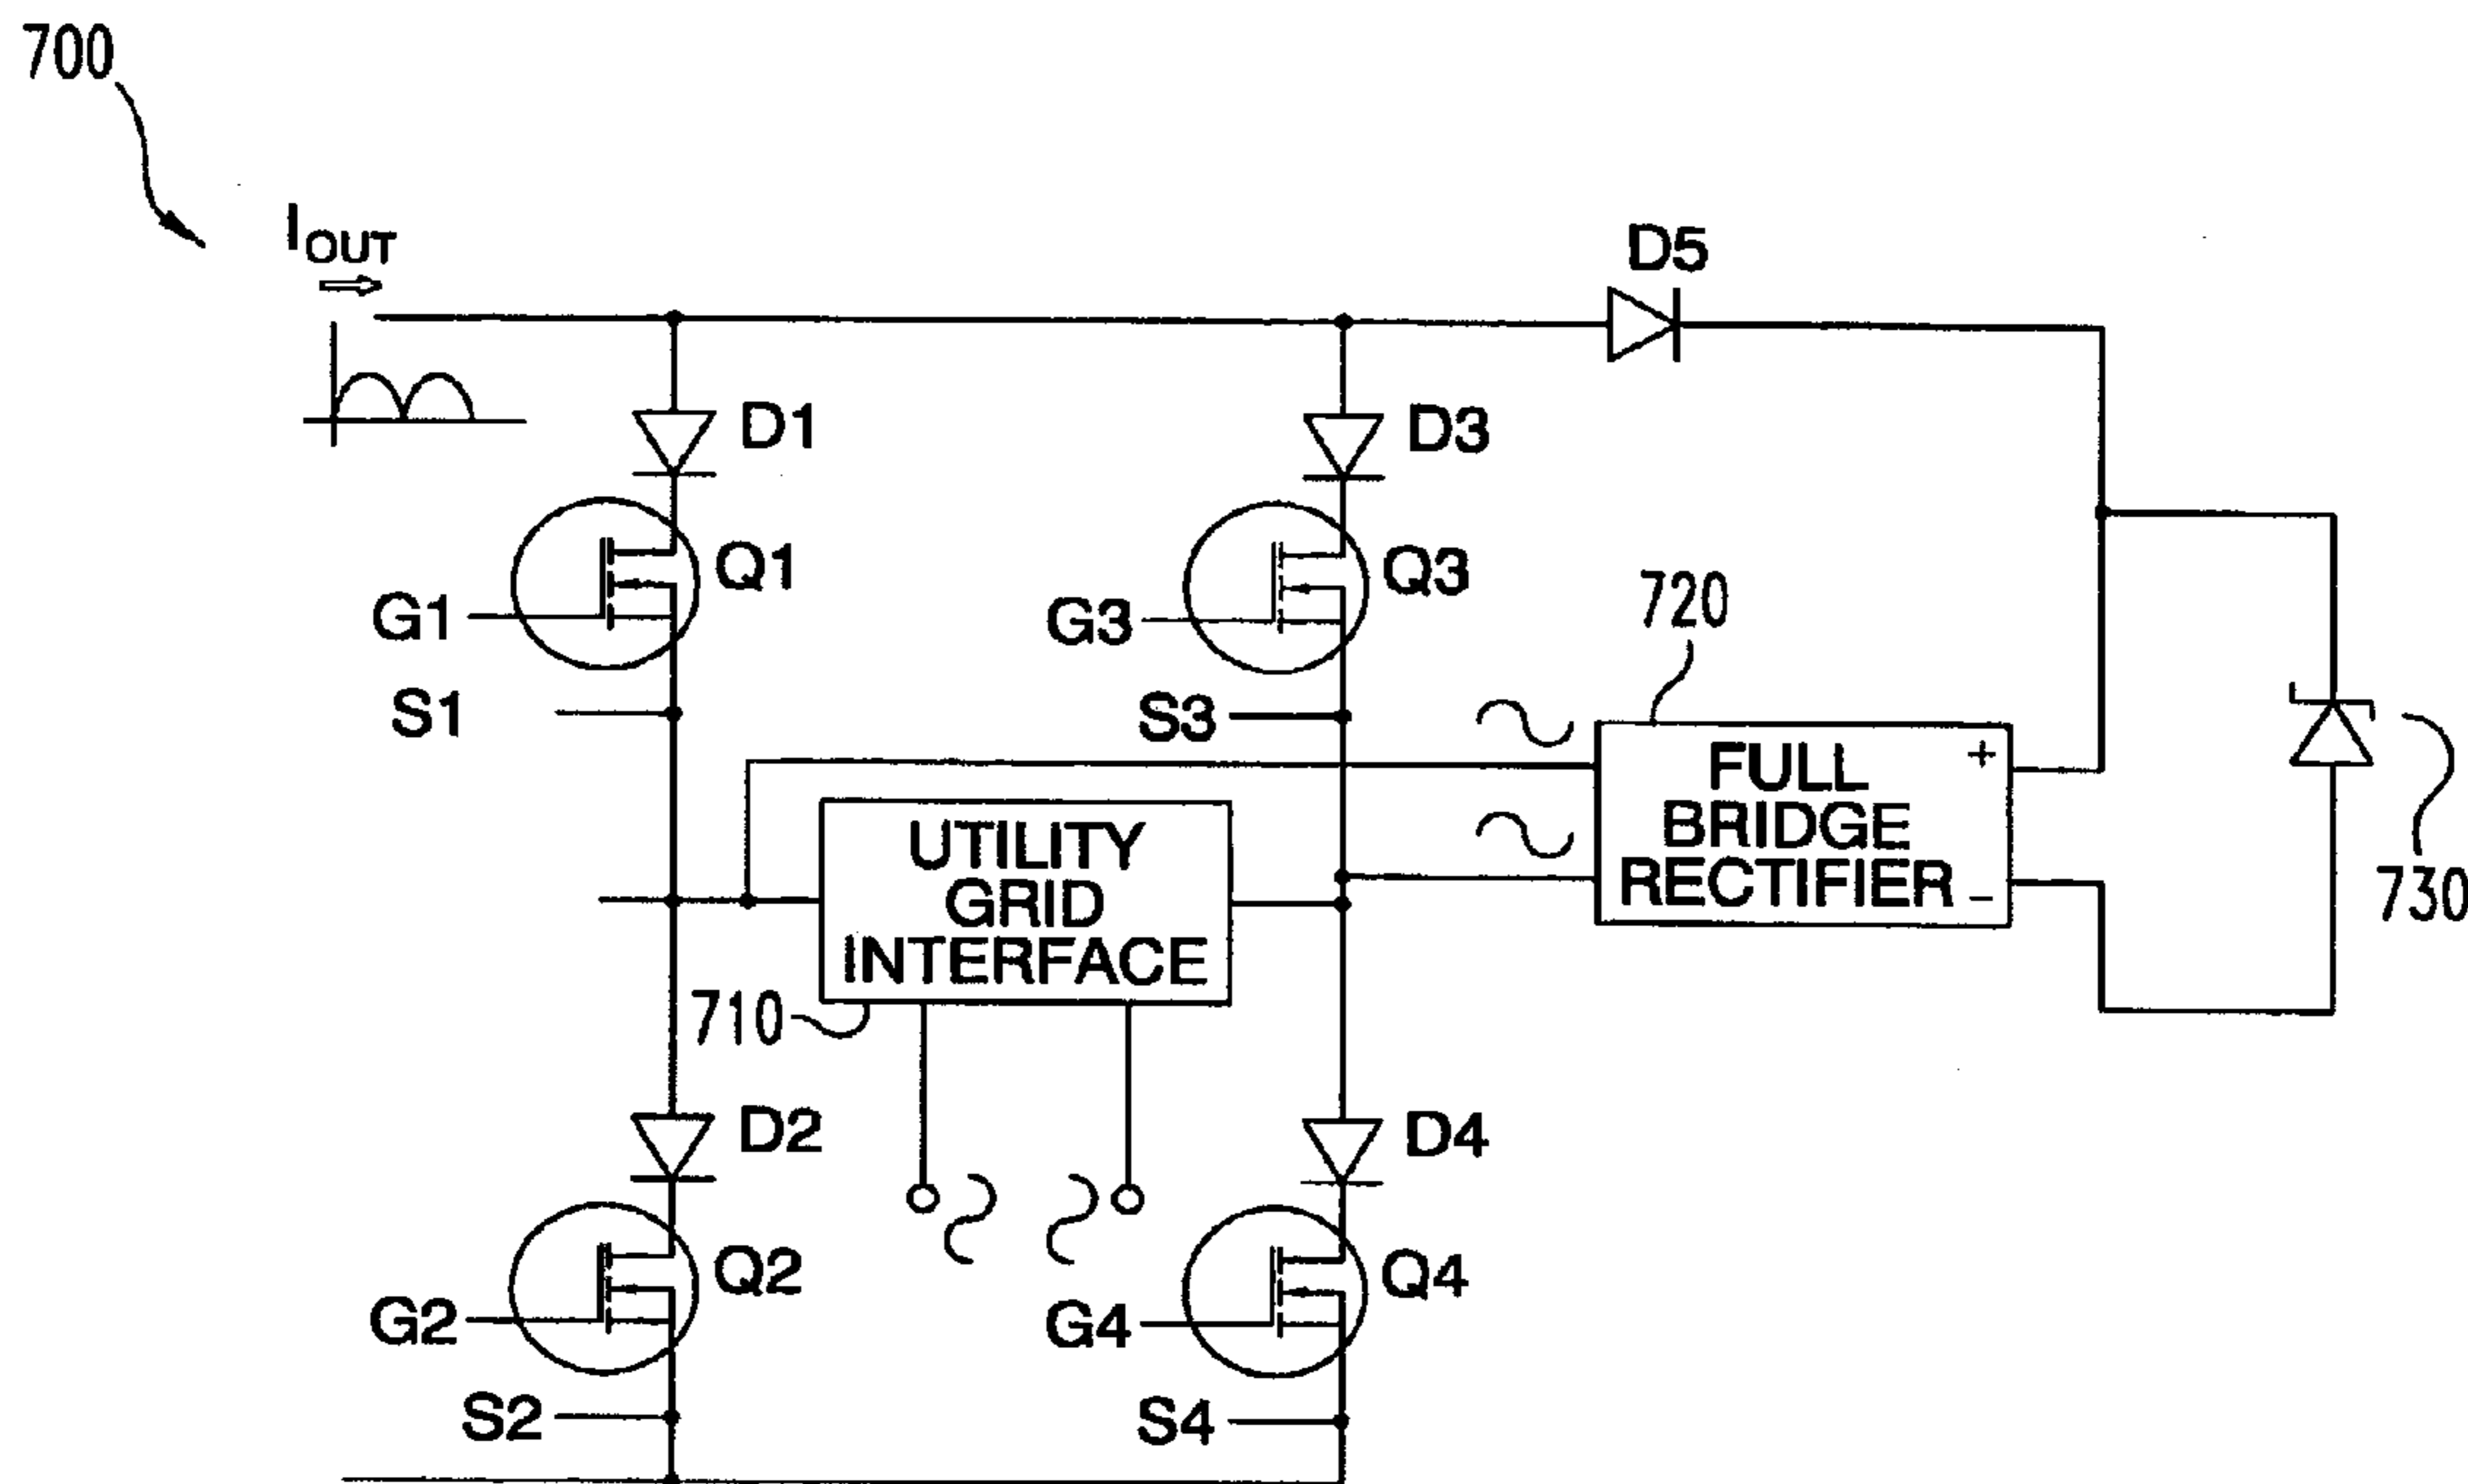 700
I_OUT
D5
D1
D3
Q1
Q3
G1
G3
720
S1
S3
FULL
BRIDGE
RECTIFIER
+
−
UTILITY
GRID
INTERFACE
730
710
D2
D4
Q2
Q4
G2
G4
S2
S4